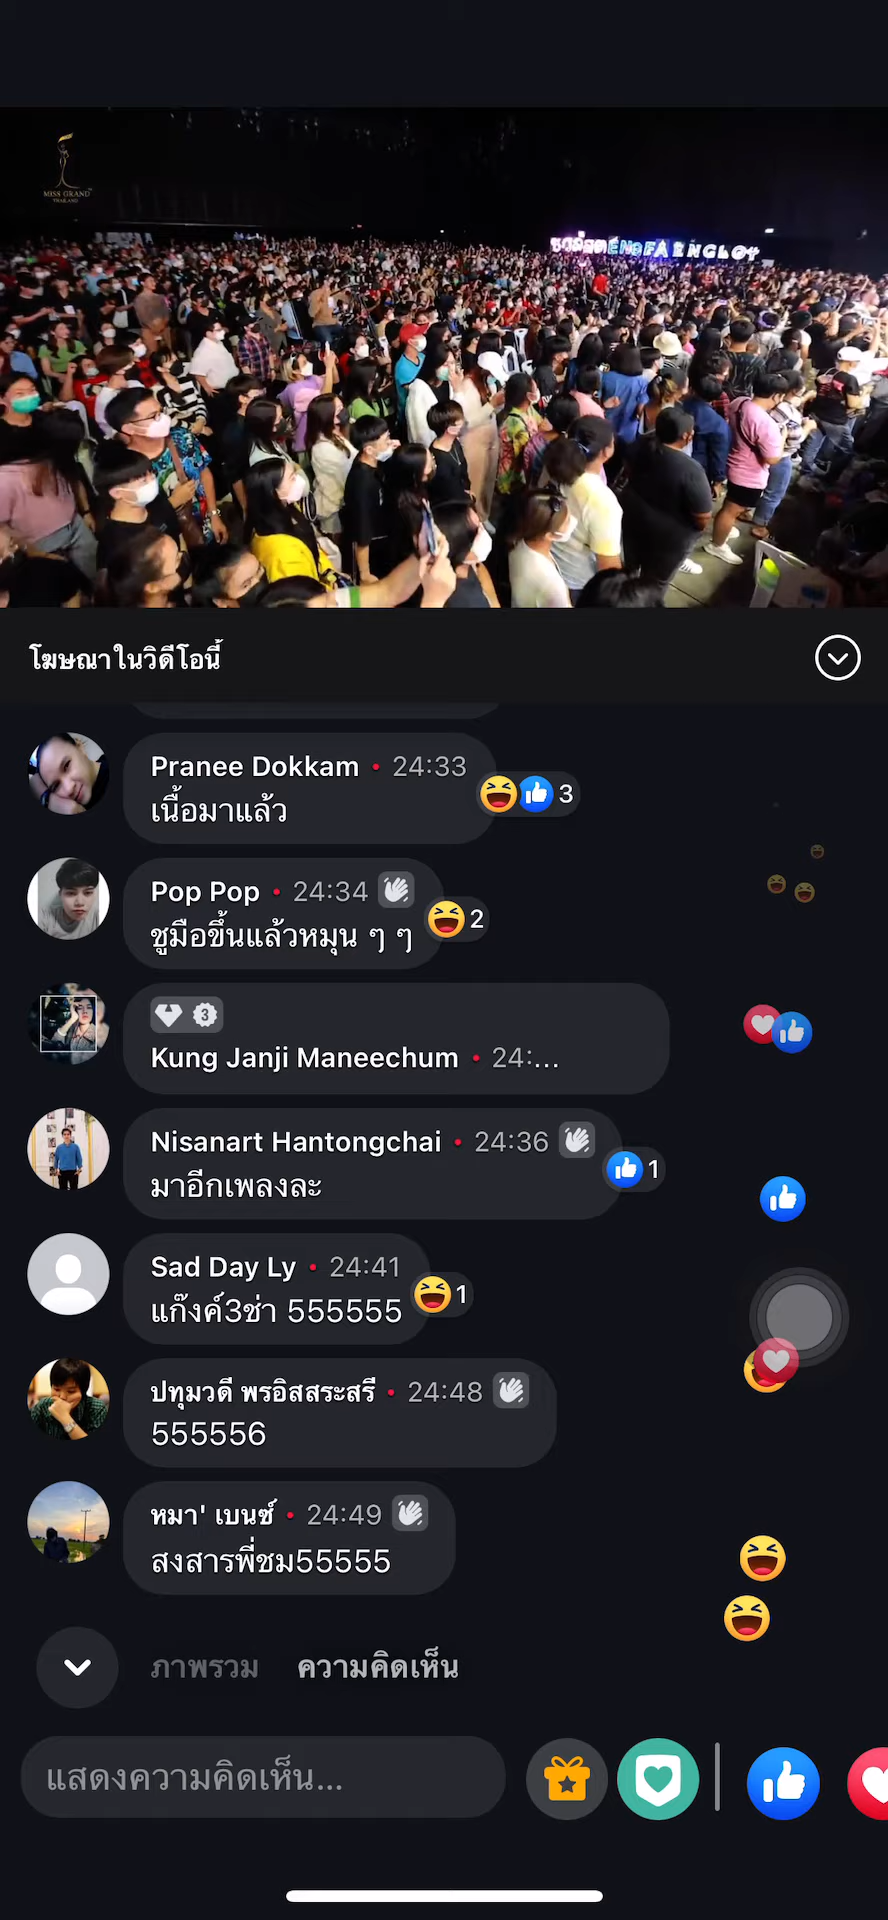 MISS GRAND
THAILAND
ENGFA ENGLOT
โฆษณาในวิดีโอนี้
Pranee Dokkam • 24:33
เนื้อมาแล้ว
3
Pop Pop • 24:34
ชูมือขึ้นแล้วหมุน ๆ ๆ
2
3
Kung Janji Maneechum • 24:...
Nisanart Hantongchai • 24:36
มาอีกเพลงละ
1
Sad Day Ly • 24:41
แก๊งค์3ช่า 555555
1
ปทุมวดี พรอิสสระสรี • 24:48
555556
หมา' เบนซ์ • 24:49
สงสารพี่ชม55555
ภาพรวม ความคิดเห็น
แสดงความคิดเห็น...